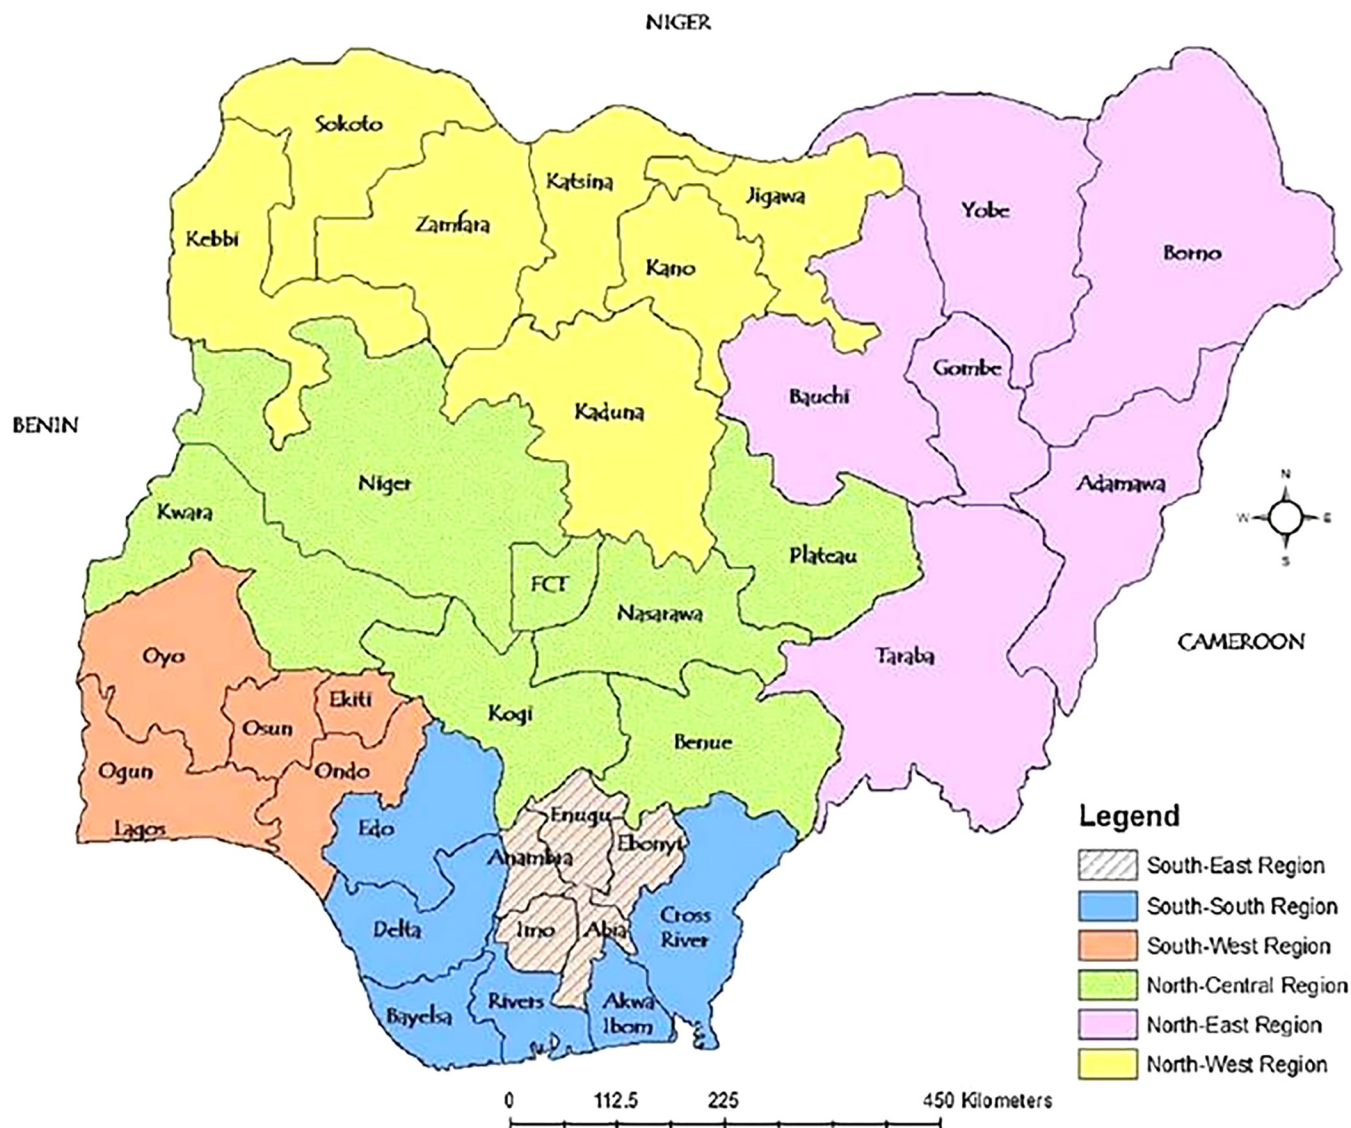 NIGER
Sokoto
Katsina
Jigawa
Yobe
Zamfara
Kebbi
Kano
Borno
Gombe
Bauchi
Kaduna
BENIN
Niger
Adamawa
Kwara
N
W
E
S
Plateau
FCT
Nasarawa
CAMEROON
Oyo
Taraba
Ekiti
Kogi
Osun
Benue
Ogun
Ondo
Lagos
Edo
Enugu
Ebonyi
Anambra
Delta
Imo
Abia
Cross
River
Bayelsa
Rivers
Akwa
Ibom
Legend
South-East Region
South-South Region
South-West Region
North-Central Region
North-East Region
North-West Region
0 112.5 225 450 Kilometers